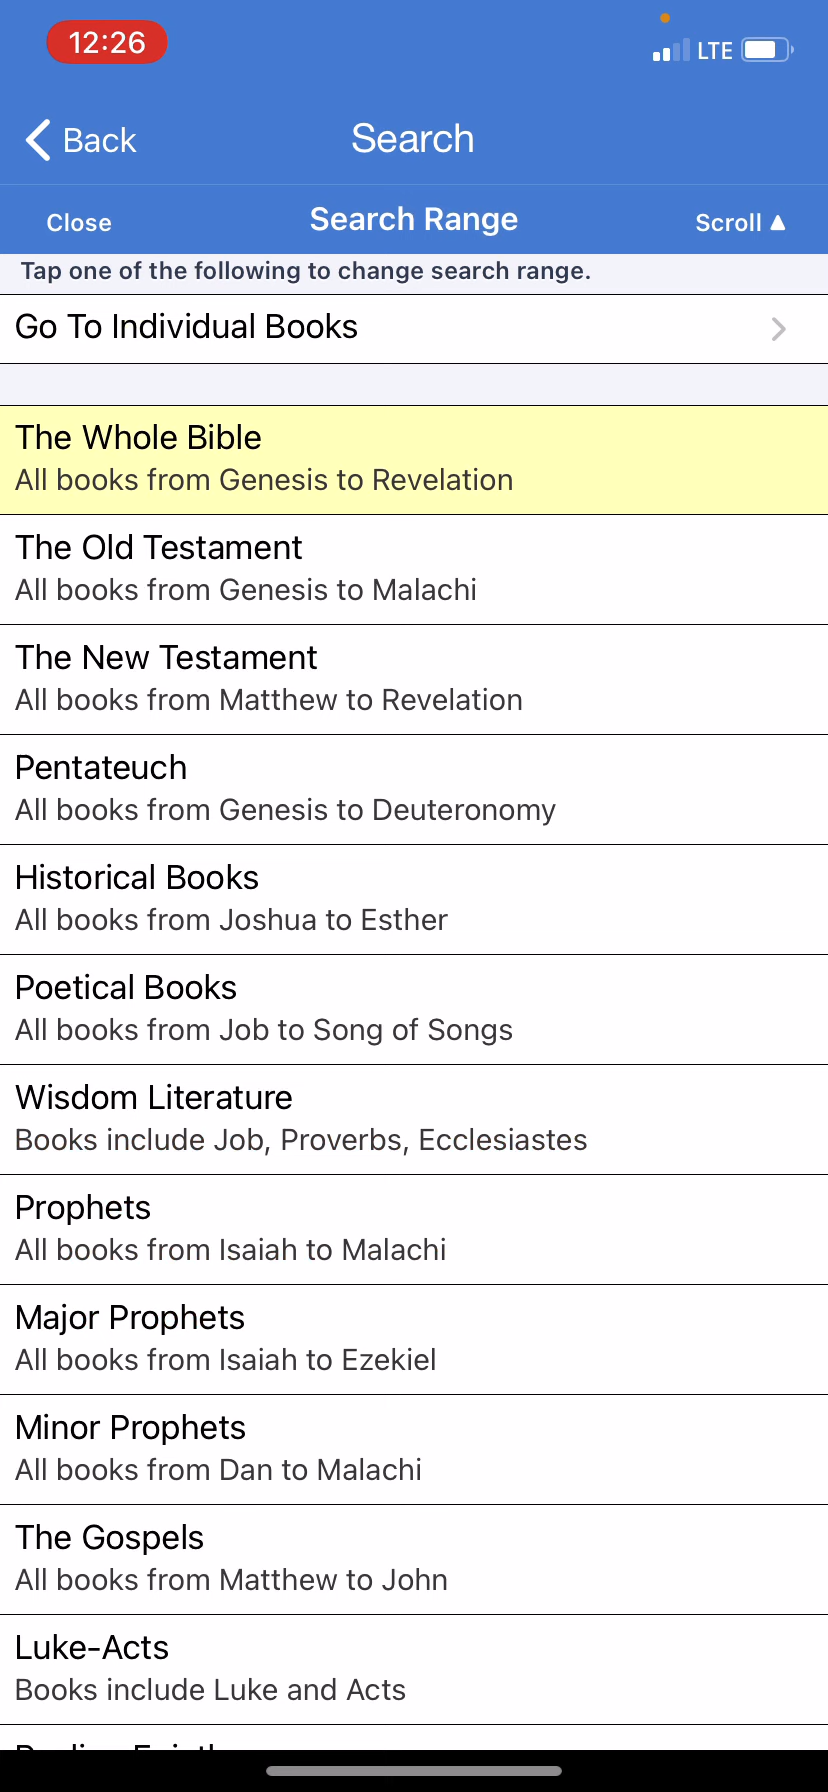 12:26
LTE
Back
Search
Close
Search Range
Scroll ▲
Tap one of the following to change search range.
Go To Individual Books
The Whole Bible
All books from Genesis to Revelation
The Old Testament
All books from Genesis to Malachi
The New Testament
All books from Matthew to Revelation
Pentateuch
All books from Genesis to Deuteronomy
Historical Books
All books from Joshua to Esther
Poetical Books
All books from Job to Song of Songs
Wisdom Literature
Books include Job, Proverbs, Ecclesiastes
Prophets
All books from Isaiah to Malachi
Major Prophets
All books from Isaiah to Ezekiel
Minor Prophets
All books from Dan to Malachi
The Gospels
All books from Matthew to John
Luke-Acts
Books include Luke and Acts